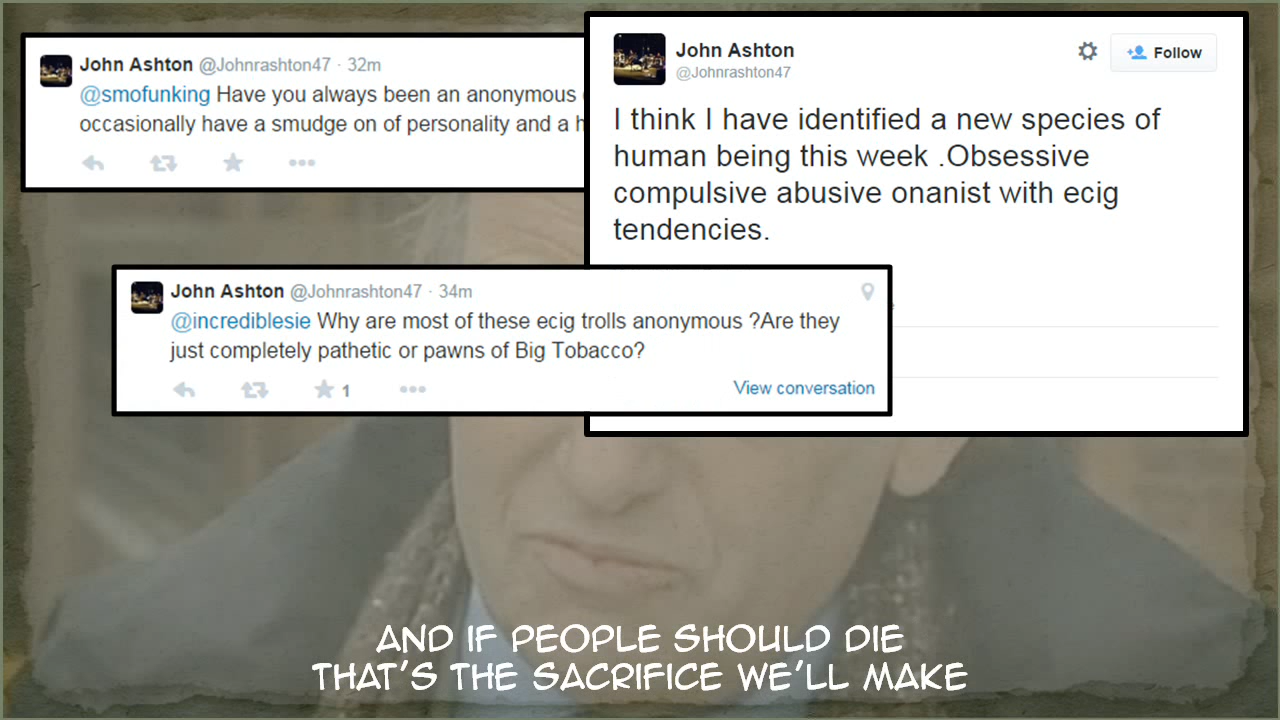 John Ashton @Johnrashton47 · 32m
@smofunking Have you always been an anonymous
occasionally have a smudge on of personality and a
John Ashton
@Johnrashton47
Follow
I think I have identified a new species of
human being this week .Obsessive
compulsive abusive onanist with ecig
tendencies.
John Ashton @Johnrashton47 · 34m
@incrediblesie Why are most of these ecig trolls anonymous ?Are they
just completely pathetic or pawns of Big Tobacco?
1
View conversation
AND IF PEOPLE SHOULD DIE
THAT'S THE SACRIFICE WE'LL MAKE